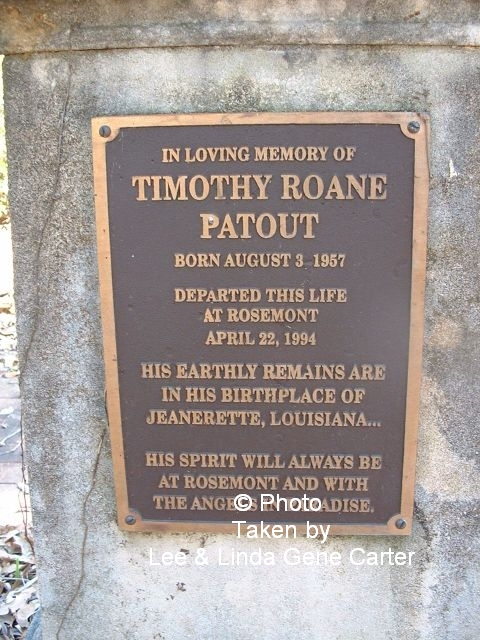 IN LOVING MEMORY OF
TIMOTHY ROANE
PATOUT
BORN AUGUST 3, 1957
DEPARTED THIS LIFE
AT ROSEMONT
APRIL 22, 1994
HIS EARTHLY REMAINS ARE
IN HIS BIRTHPLACE OF
JEANERETTE, LOUISIANA...
HIS SPIRIT WILL ALWAYS BE
AT ROSEMONT AND WITH
THE
© Photo
Taken by
Lee & Linda Gene Carter